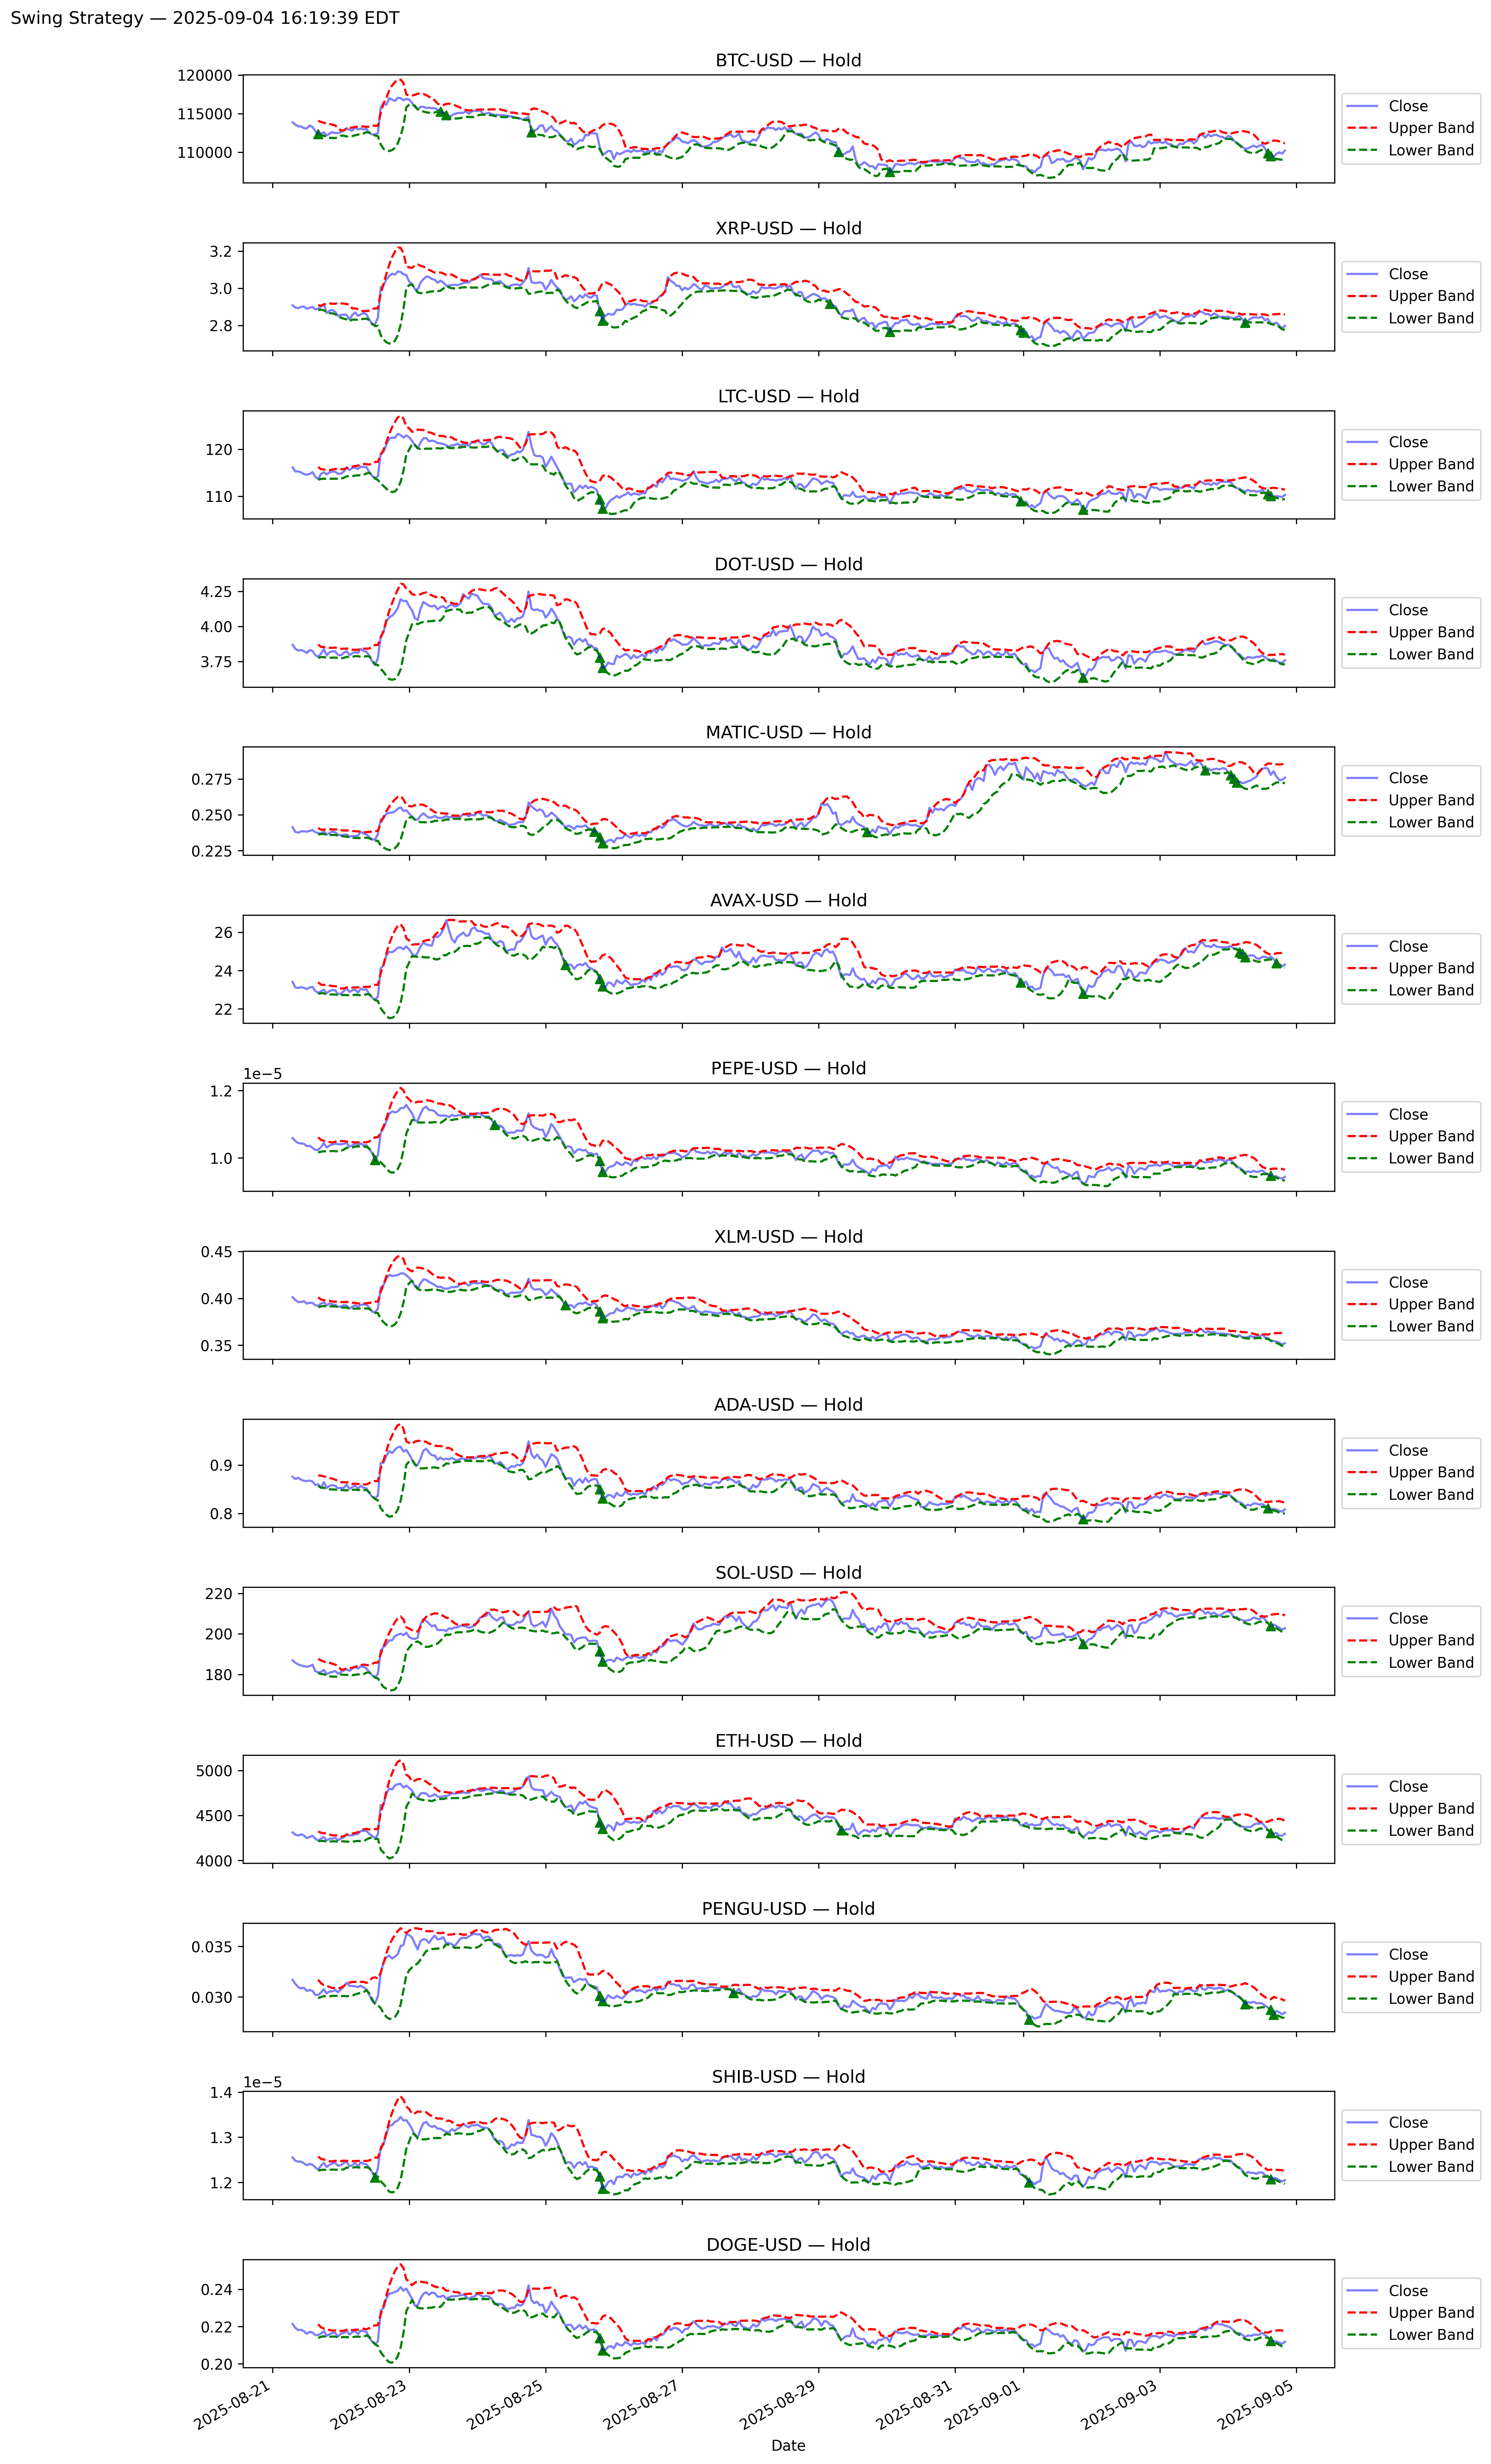 Swing Strategy — 2025-09-04 16:19:39 EDT
BTC-USD — Hold
120000
115000
110000
Close
Upper Band
Lower Band
XRP-USD — Hold
3.2
3.0
2.8
Close
Upper Band
Lower Band
LTC-USD — Hold
120
110
Close
Upper Band
Lower Band
DOT-USD — Hold
4.25
4.00
3.75
Close
Upper Band
Lower Band
MATIC-USD — Hold
0.275
0.250
0.225
Close
Upper Band
Lower Band
AVAX-USD — Hold
26
24
22
Close
Upper Band
Lower Band
PEPE-USD — Hold
1e−5
1.2
1.0
Close
Upper Band
Lower Band
XLM-USD — Hold
0.45
0.40
0.35
Close
Upper Band
Lower Band
ADA-USD — Hold
0.9
0.8
Close
Upper Band
Lower Band
SOL-USD — Hold
220
200
180
Close
Upper Band
Lower Band
ETH-USD — Hold
5000
4500
4000
Close
Upper Band
Lower Band
PENGU-USD — Hold
0.035
0.030
Close
Upper Band
Lower Band
SHIB-USD — Hold
1e−5
1.4
1.3
1.2
Close
Upper Band
Lower Band
DOGE-USD — Hold
0.24
0.22
0.20
Close
Upper Band
Lower Band
2025-08-21
2025-08-23
2025-08-25
2025-08-27
2025-08-29
2025-08-31
2025-09-01
2025-09-03
2025-09-05
Date